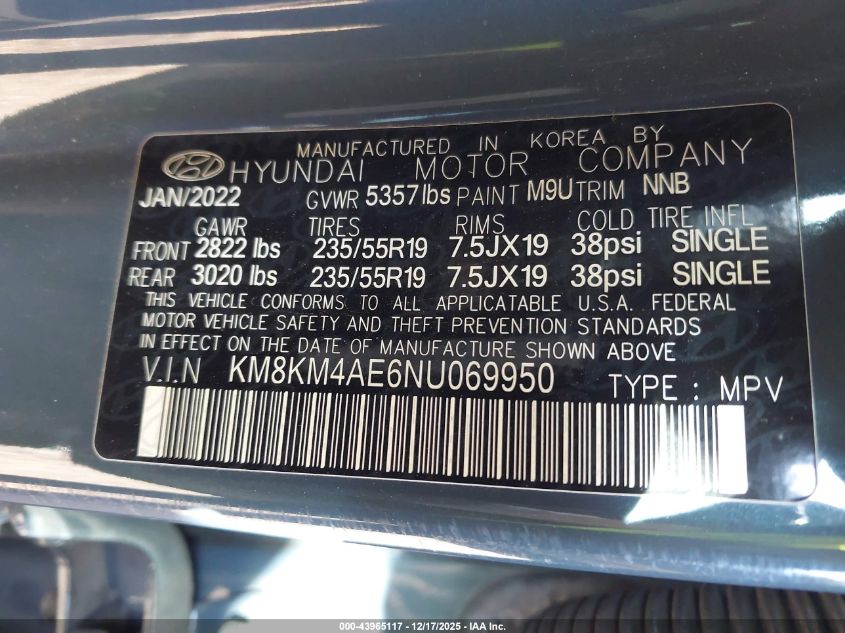 MANUFACTURED IN KOREA BY
HYUNDAI MOTOR COMPANY
JAN/2022 GVWR 5357lbs PAINT M9U TRIM NNB
GAWR TIRES RIMS COLD TIRE INFL
FRONT 2822 lbs 235/55R19 7.5JX19 38psi SINGLE
REAR 3020 lbs 235/55R19 7.5JX19 38psi SINGLE
THIS VEHICLE CONFORMS TO ALL APPLICATABLE U.S.A. FEDERAL
MOTOR VEHICLE SAFETY AND THEFT PREVENTION STANDARDS
IN EFFECT ON THE DATE OF MANUFACTURE SHOWN ABOVE
V.I.N KM8KM4AE6NU069950 TYPE : MPV
000-43965117 - 12/17/2025 - IAA Inc.